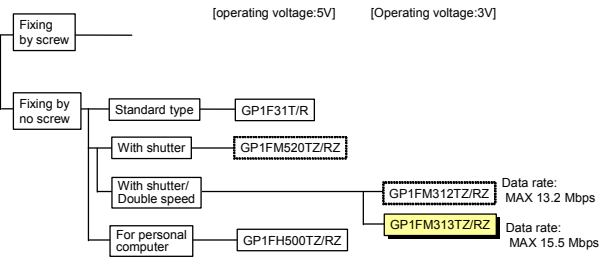 [operating voltage:5V] [Operating voltage:3V]
Fixing
by screw
Fixing by
no screw
Standard type
GP1F31T/R
With shutter
GP1FM520TZ/RZ
With shutter/
Double speed
GP1FM312TZ/RZ
Data rate:
MAX 13.2 Mbps
GP1FM313TZ/RZ
Data rate:
MAX 15.5 Mbps
For personal
computer
GP1FH500TZ/RZ